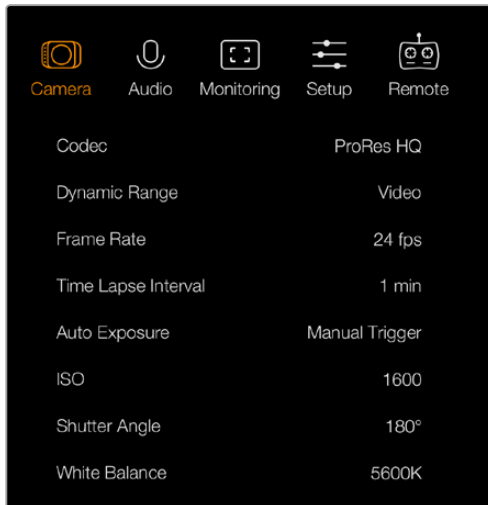 Camera Audio Monitoring Setup Remote
Codec ProRes HQ
Dynamic Range Video
Frame Rate 24 fps
Time Lapse Interval 1 min
Auto Exposure Manual Trigger
ISO 1600
Shutter Angle 180°
White Balance 5600K